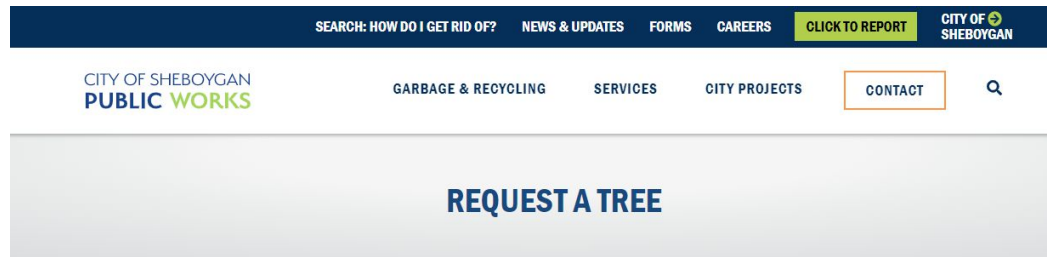 SEARCH: HOW DO I GET RID OF? NEWS & UPDATES FORMS CAREERS CLICK TO REPORT CITY OF
SHEBOYGAN
CITY OF SHEBOYGAN
PUBLIC WORKS
GARBAGE & RECYCLING SERVICES CITY PROJECTS CONTACT
REQUEST A TREE